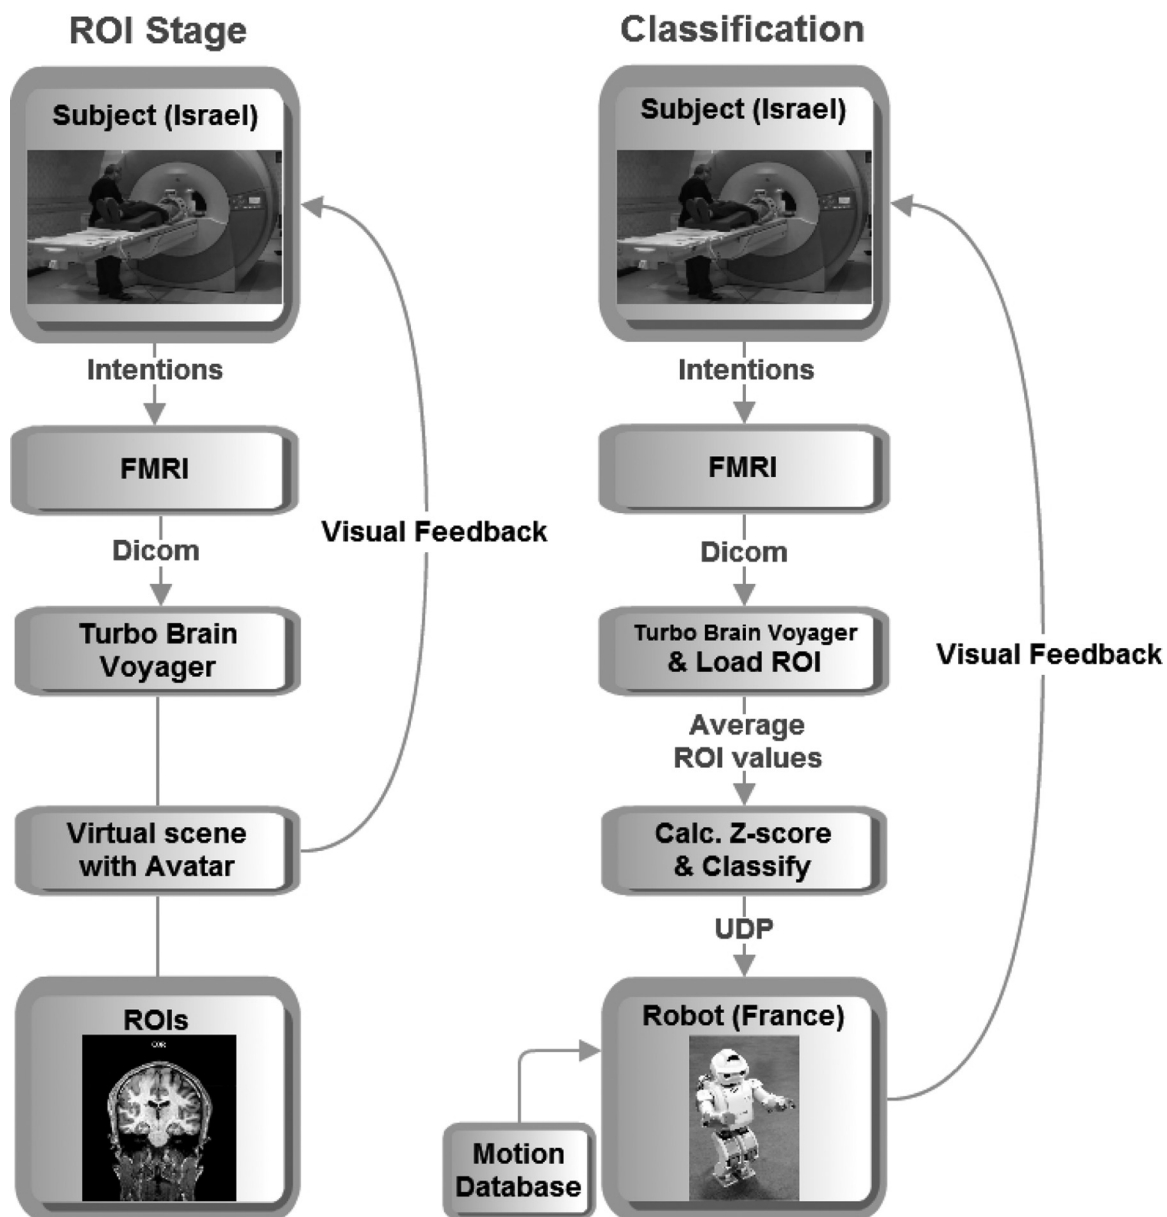 ROI Stage
Subject (Israel)
Intentions
FMRI
Dicom
Turbo Brain
Voyager
Visual Feedback
Virtual scene
with Avatar
ROIs
COR
Classification
Subject (Israel)
Intentions
FMRI
Dicom
Turbo Brain Voyager
& Load ROI
Average
ROI values
Visual Feedback
Calc. Z-score
& Classify
UDP
Robot (France)
Motion
Database